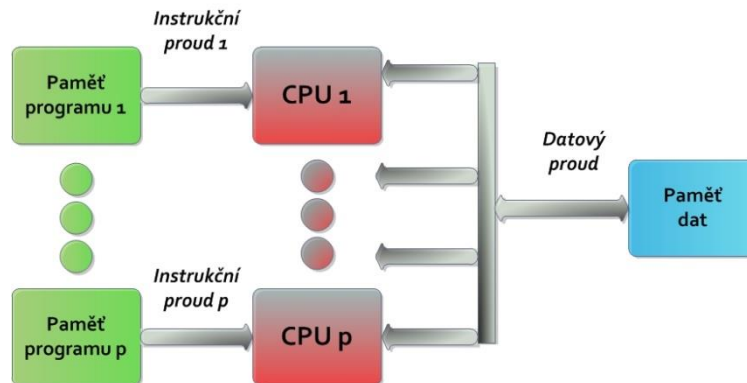 Instrukční
proud 1
Paměť
programu 1
CPU 1
Datový
proud
Paměť
dat
Instrukční
proud p
Paměť
programu p
CPU p